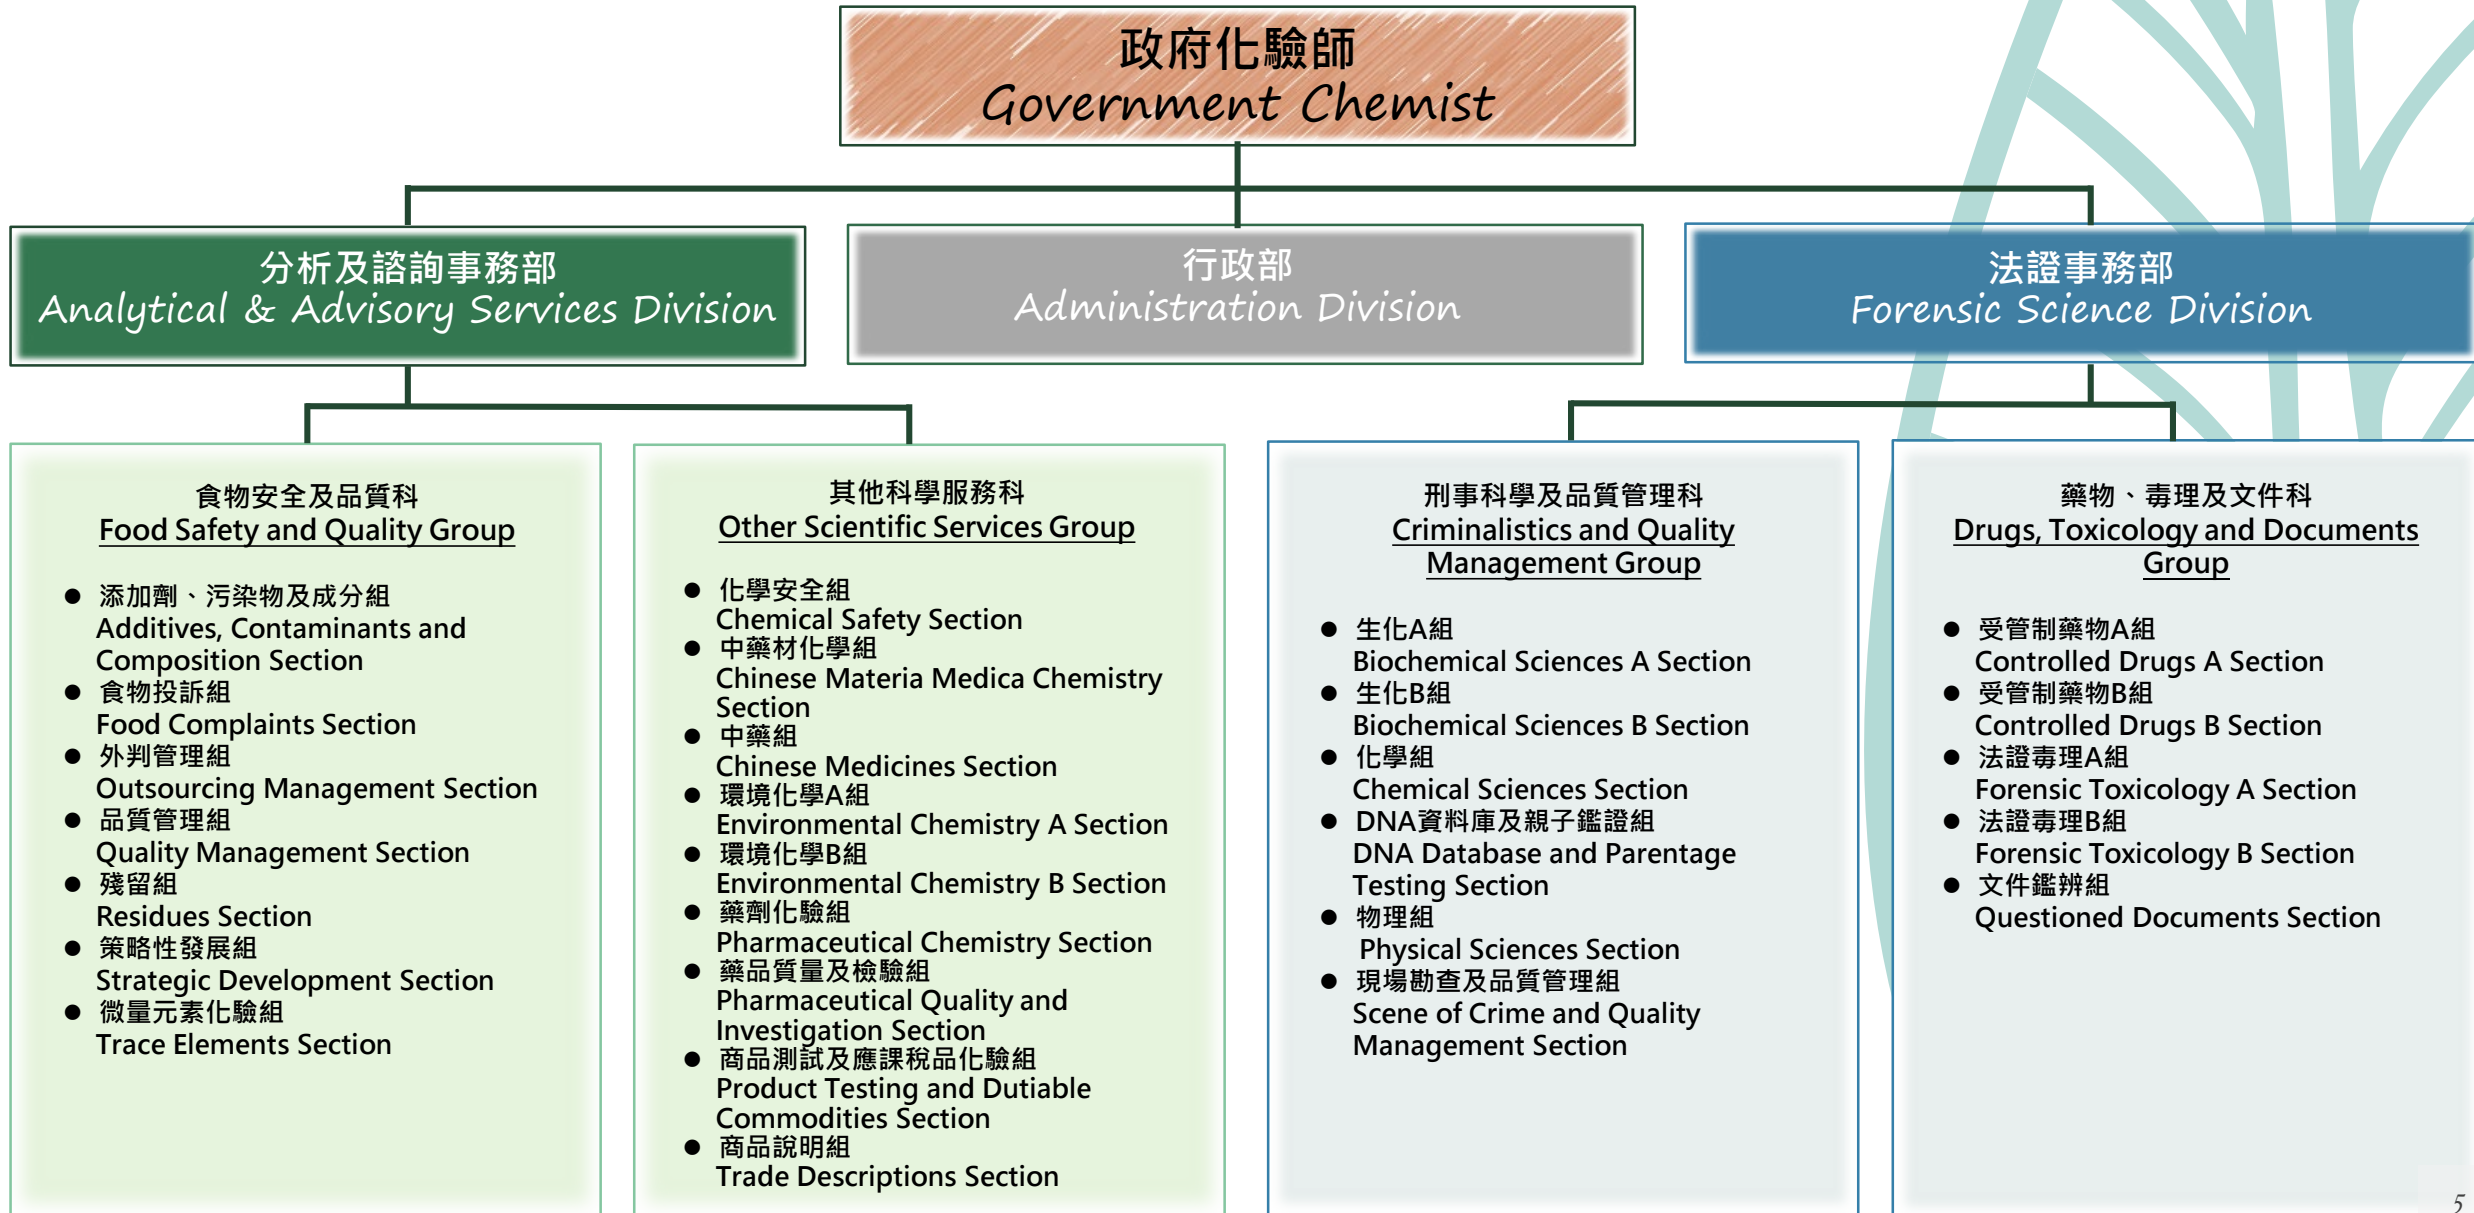 政府化驗師
Government Chemist
分析及諮詢事務部
Analytical & Advisory Services Division
行政部
Administration Division
法證事務部
Forensic Science Division
食物安全及品質科
Food Safety and Quality Group
● 添加劑、污染物及成分組
Additives, Contaminants and
Composition Section
● 食物投訴組
Food Complaints Section
● 外判管理組
Outsourcing Management Section
● 品質管理組
Quality Management Section
● 殘留組
Residues Section
● 策略性發展組
Strategic Development Section
● 微量元素化驗組
Trace Elements Section
其他科學服務科
Other Scientific Services Group
● 化學安全組
Chemical Safety Section
● 中藥材化學組
Chinese Materia Medica Chemistry
Section
● 中藥組
Chinese Medicines Section
● 環境化學A組
Environmental Chemistry A Section
● 環境化學B組
Environmental Chemistry B Section
● 藥劑化驗組
Pharmaceutical Chemistry Section
● 藥品質量及檢驗組
Pharmaceutical Quality and
Investigation Section
● 商品測試及應課稅品化驗組
Product Testing and Dutiable
Commodities Section
● 商品說明組
Trade Descriptions Section
刑事科學及品質管理科
Criminalistics and Quality
Management Group
● 生化A組
Biochemical Sciences A Section
● 生化B組
Biochemical Sciences B Section
● 化學組
Chemical Sciences Section
● DNA資料庫及親子鑑證組
DNA Database and Parentage
Testing Section
● 物理組
Physical Sciences Section
● 現場勘查及品質管理組
Scene of Crime and Quality
Management Section
藥物、毒理及文件科
Drugs, Toxicology and Documents
Group
● 受管制藥物A組
Controlled Drugs A Section
● 受管制藥物B組
Controlled Drugs B Section
● 法證毒理A組
Forensic Toxicology A Section
● 法證毒理B組
Forensic Toxicology B Section
● 文件鑑辨組
Questioned Documents Section
5